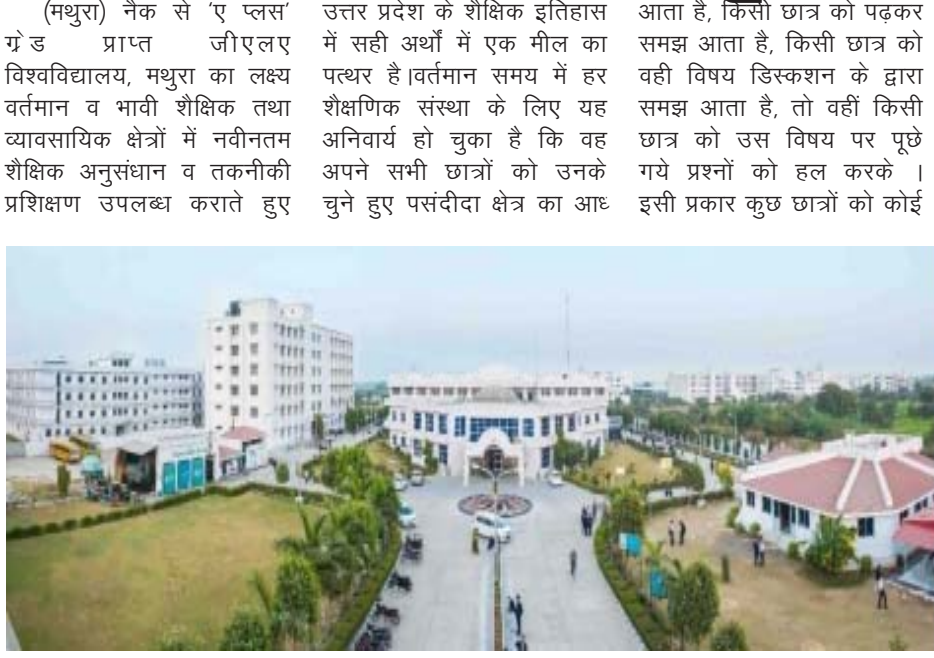 (मथुरा) नैक से ‘ए प्लस’
ग्रेड प्राप्त जीएलए
विश्वविद्यालय, मथुरा का लक्ष्य
वर्तमान व भावी शैक्षिक तथा
व्यावसायिक क्षेत्रों में नवीनतम
शैक्षिक अनुसंधान व तकनीकी
प्रशिक्षण उपलब्ध कराते हुए
उत्तर प्रदेश के शैक्षिक इतिहास
में सही अर्थों में एक मील का
पत्थर है।वर्तमान समय में हर
शैक्षणिक संस्था के लिए यह
अनिवार्य हो चुका है कि वह
अपने सभी छात्रों को उनके
चुने हुए पसंदीदा क्षेत्र का आध
आता है, किसी छात्र को पढ़कर
समझ आता है, किसी छात्र को
वही विषय डिस्कशन के द्वारा
समझ आता है, तो वहीं किसी
छात्र को उस विषय पर पूछे
गये प्रश्नों को हल करके ।
इसी प्रकार कुछ छात्रों को कोई